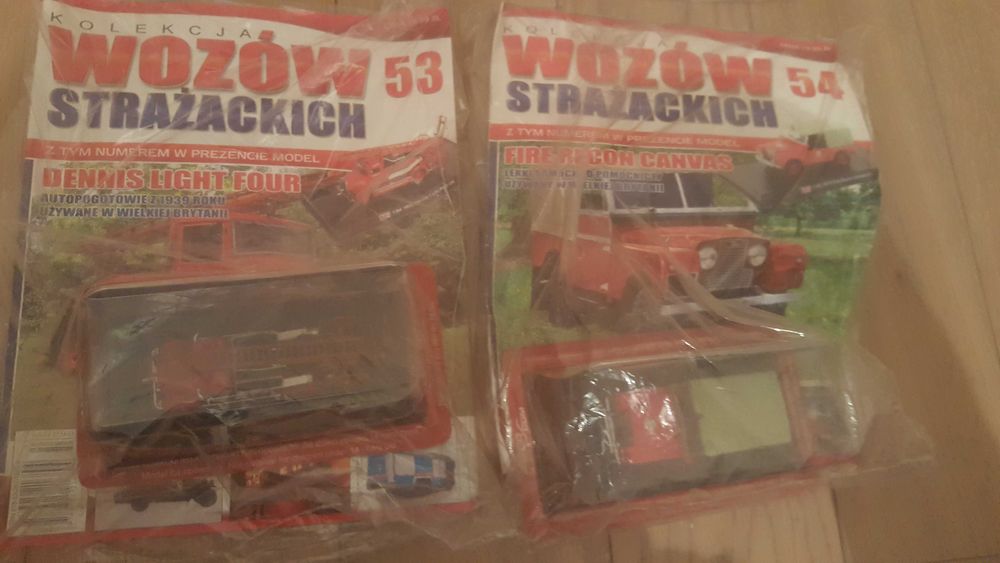 KOLEKCJA
WOZÓW
STRAŻACKICH
53
Z TYM NUMEREM W PREZENCIE MODEL
DENNIS LIGHT FOUR
AUTOPOGOTOWIE Z 1939 ROKU
UŻYWANE W WIELKIEJ BRYTANII
WOZÓW
STRAŻACKICH
54
Z TYM NUMEREM W PREZENCIE MODEL
FIRE RECON CANVAS